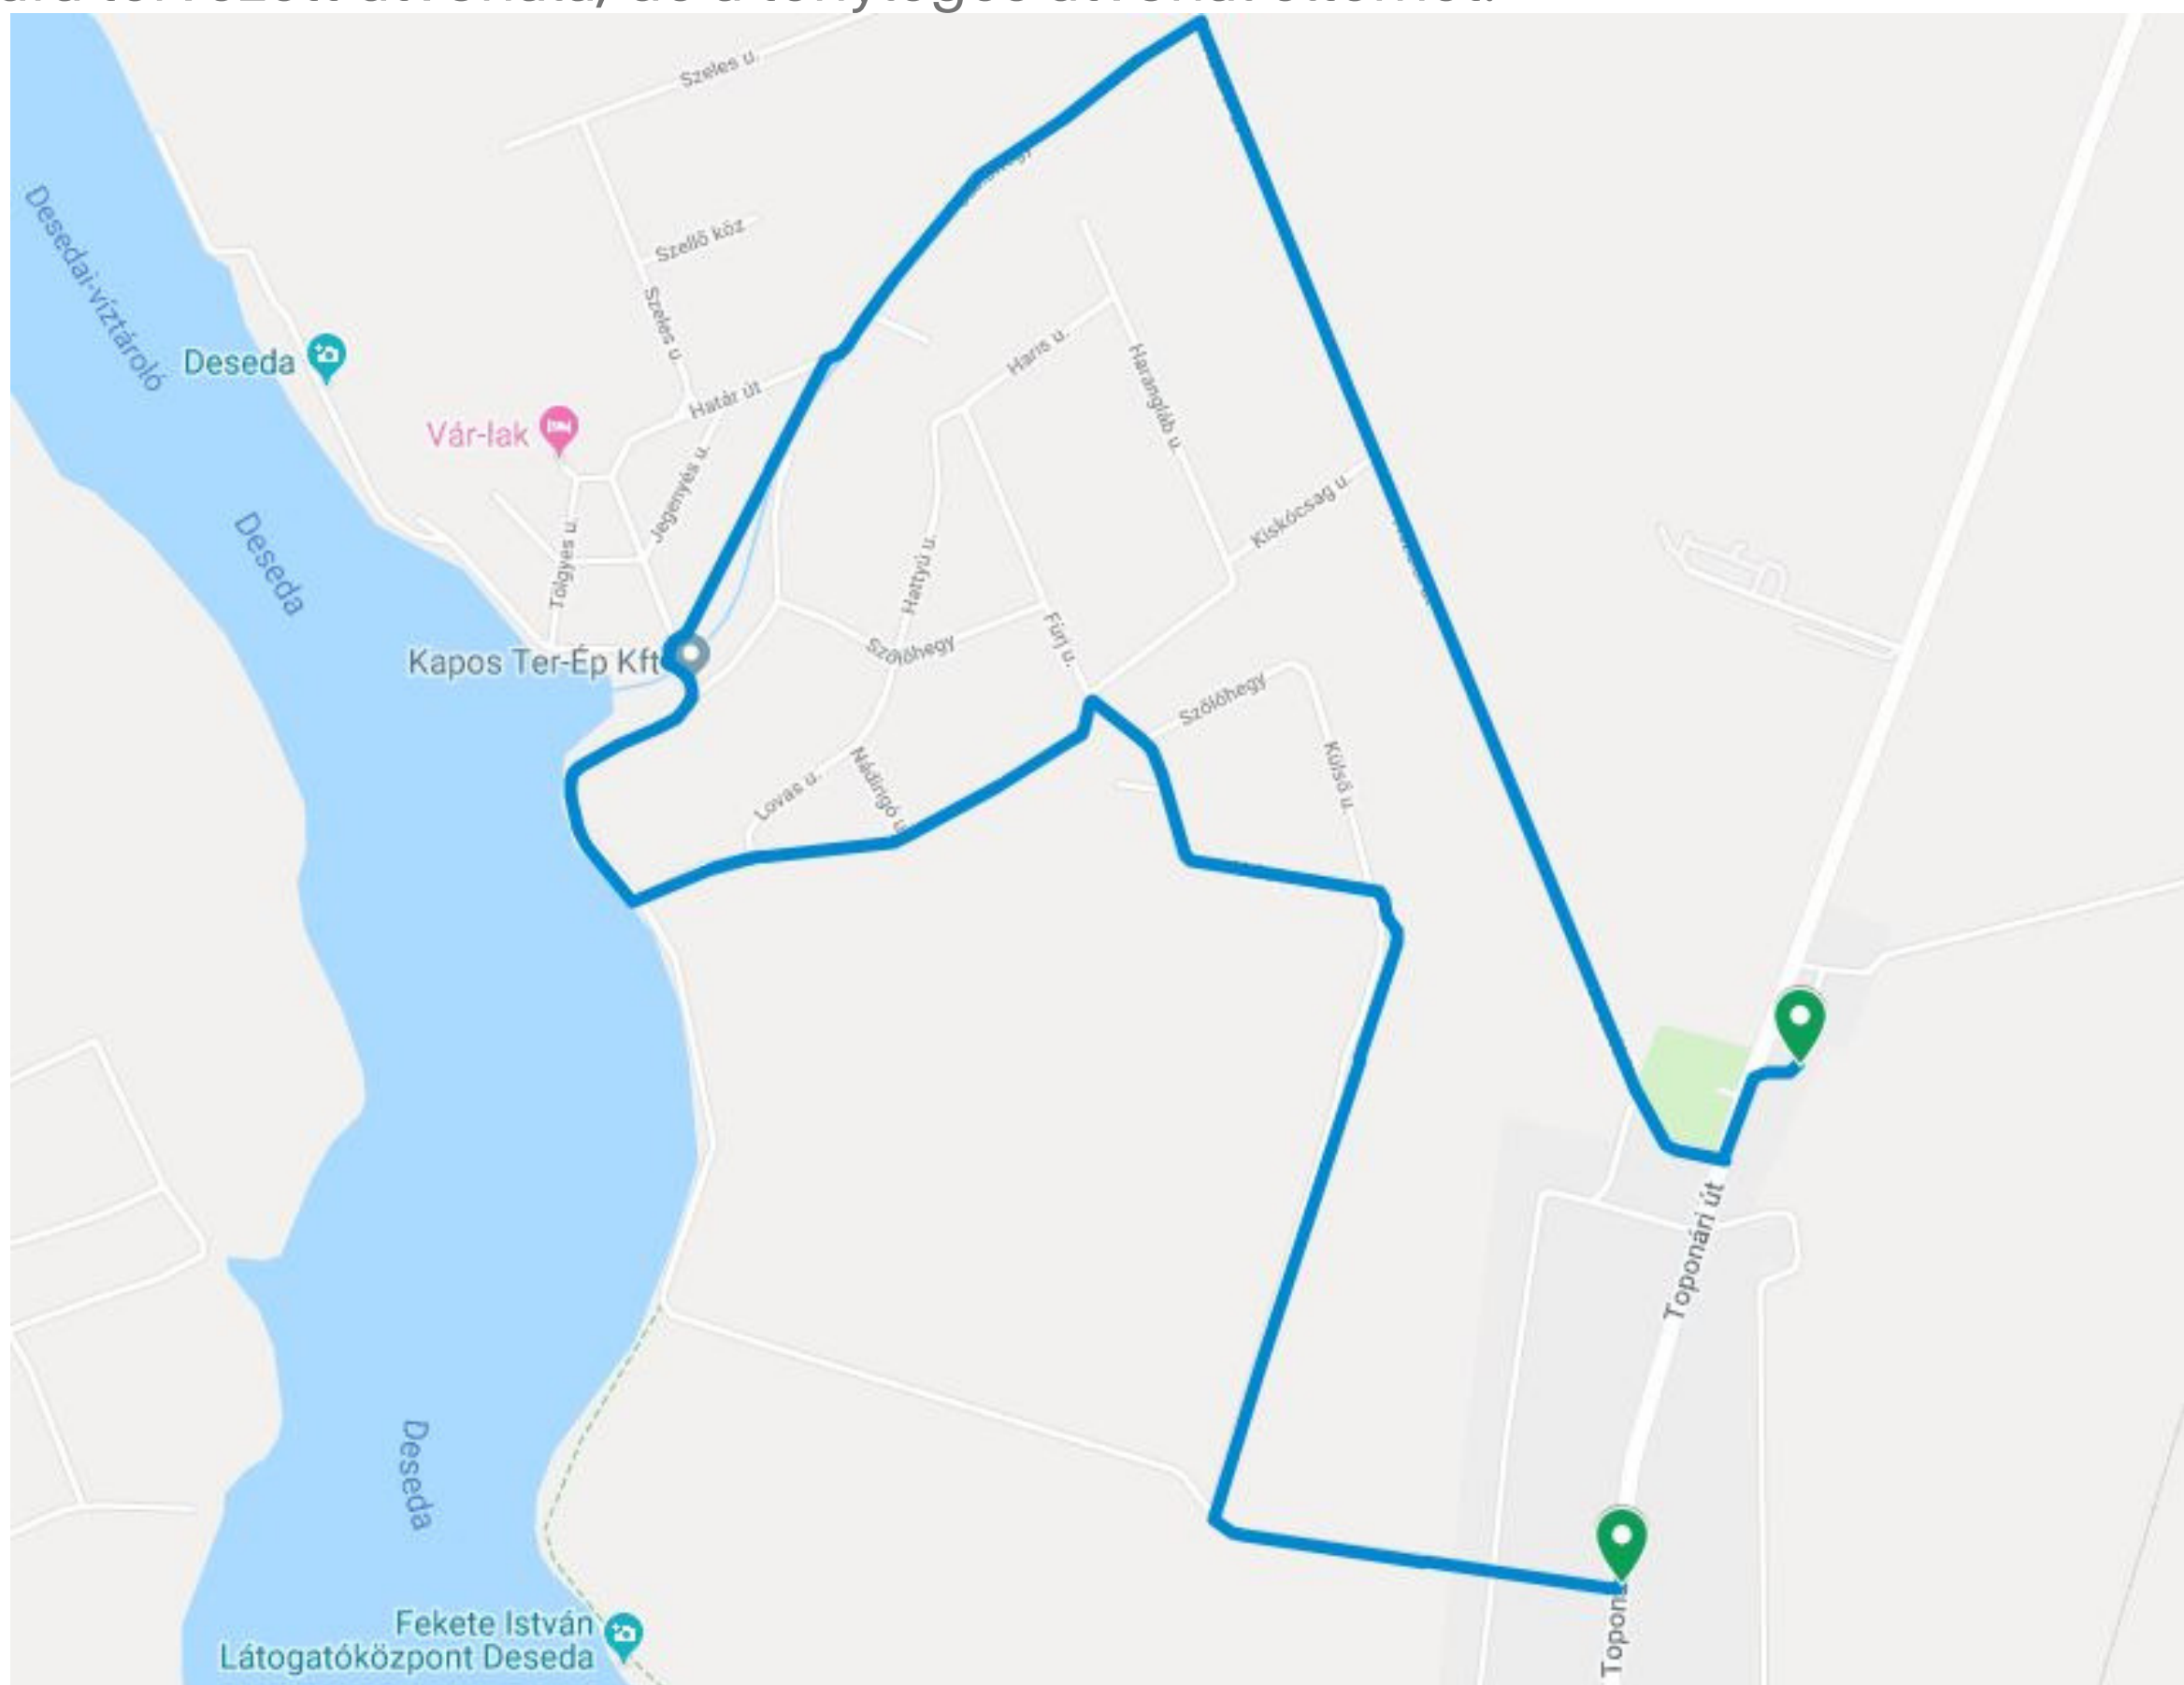 Szeles u.
Desedai-víztároló
Szellő köz
Szeles u.
Deseda
Haris u.
Harangláb u.
Határ út
Vár-lak
Jegenyés u.
Kiskócsag u.
Deseda
Tölgyes u.
Hattyú u.
Fürj u.
Szőlőhegy
Kapos Ter-Ép Kft
Szőlőhegy
Nádirigó u.
Külső u.
Lovas u.
Toponári út
Deseda
Fekete István
Látogatóközpont Deseda